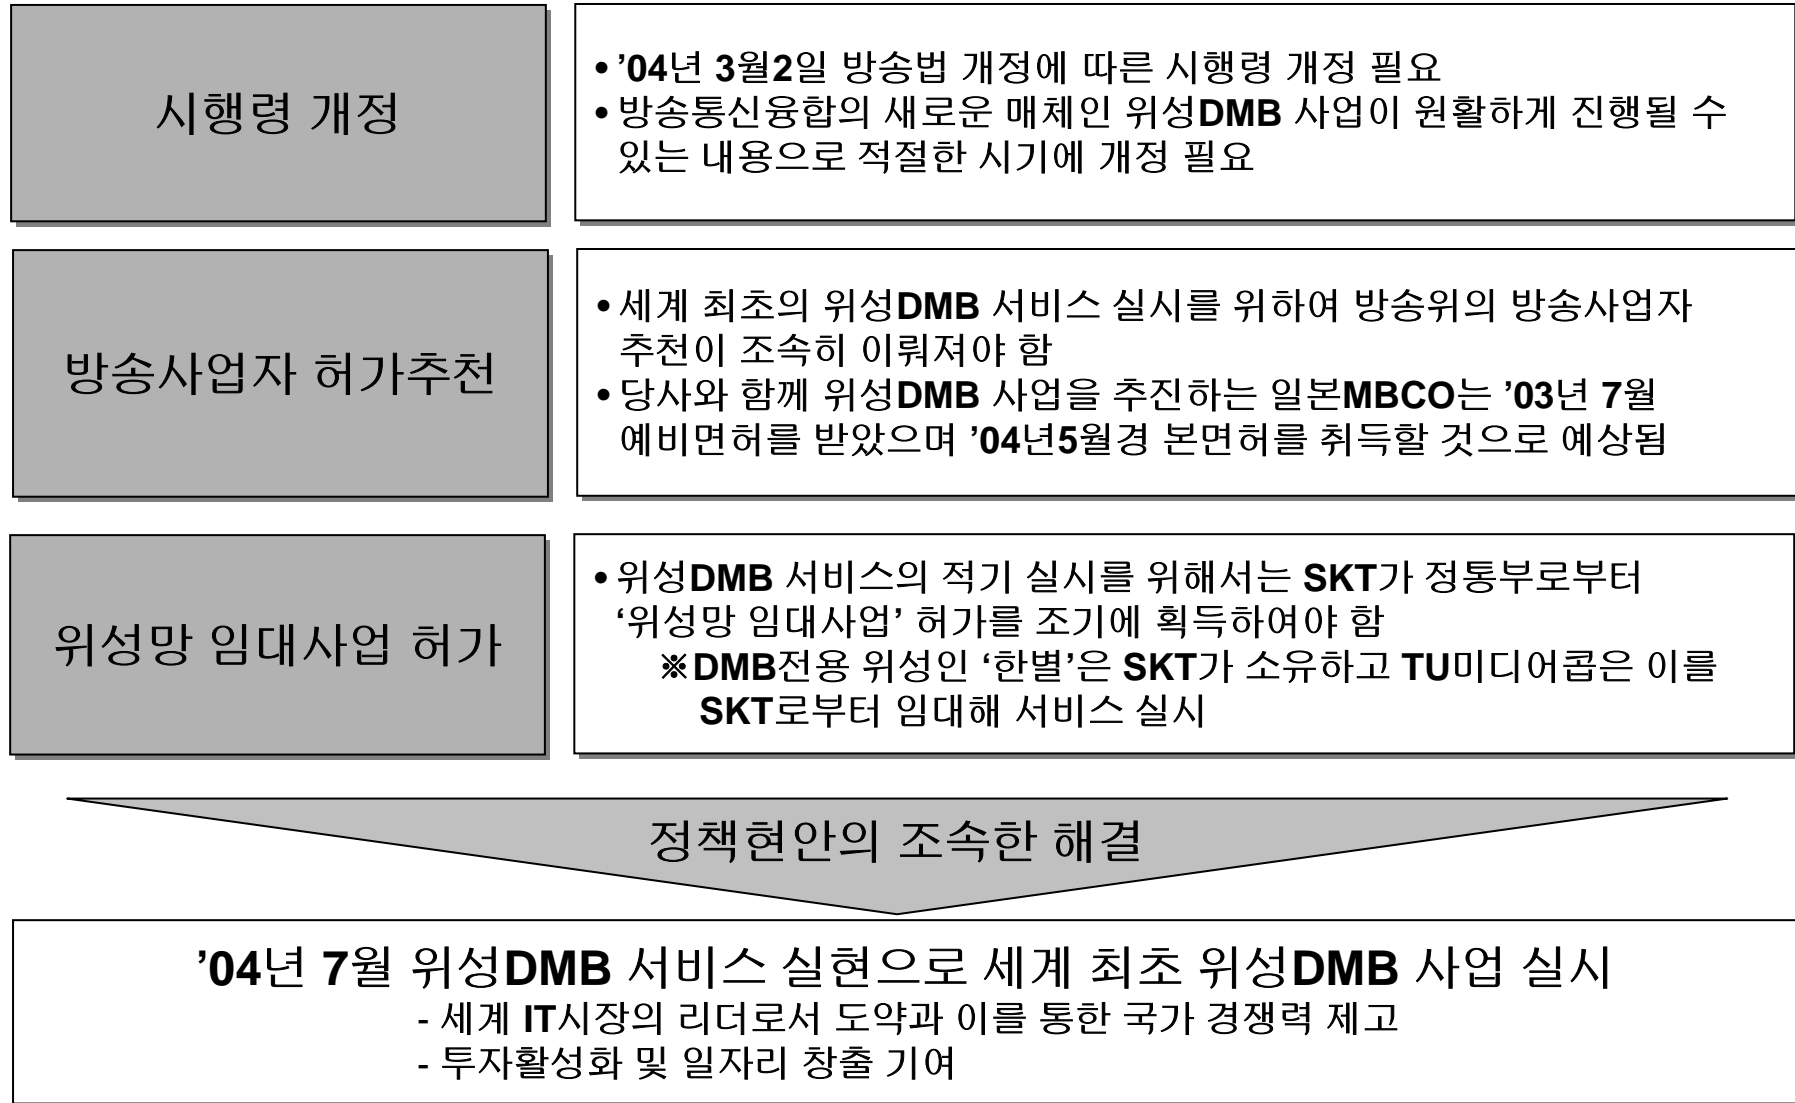 시행령 개정
• ’04년 3월2일 방송법 개정에 따른 시행령 개정 필요
• 방송통신융합의 새로운 매체인 위성DMB 사업이 원활하게 진행될 수
있는 내용으로 적절한 시기에 개정 필요
방송사업자 허가추천
• 세계 최초의 위성DMB 서비스 실시를 위하여 방송위의 방송사업자
추천이 조속히 이뤄져야 함
• 당사와 함께 위성DMB 사업을 추진하는 일본MBCO는 ’03년 7월
예비면허를 받았으며 ’04년5월경 본면허를 취득할 것으로 예상됨
위성망 임대사업 허가
• 위성DMB 서비스의 적기 실시를 위해서는 SKT가 정통부로부터
‘위성망 임대사업’ 허가를 조기에 획득하여야 함
※DMB전용 위성인 ‘한별’은 SKT가 소유하고 TU미디어콥은 이를
SKT로부터 임대해 서비스 실시
정책현안의 조속한 해결
’04년 7월 위성DMB 서비스 실현으로 세계 최초 위성DMB 사업 실시
- 세계 IT시장의 리더로서 도약과 이를 통한 국가 경쟁력 제고
- 투자활성화 및 일자리 창출 기여